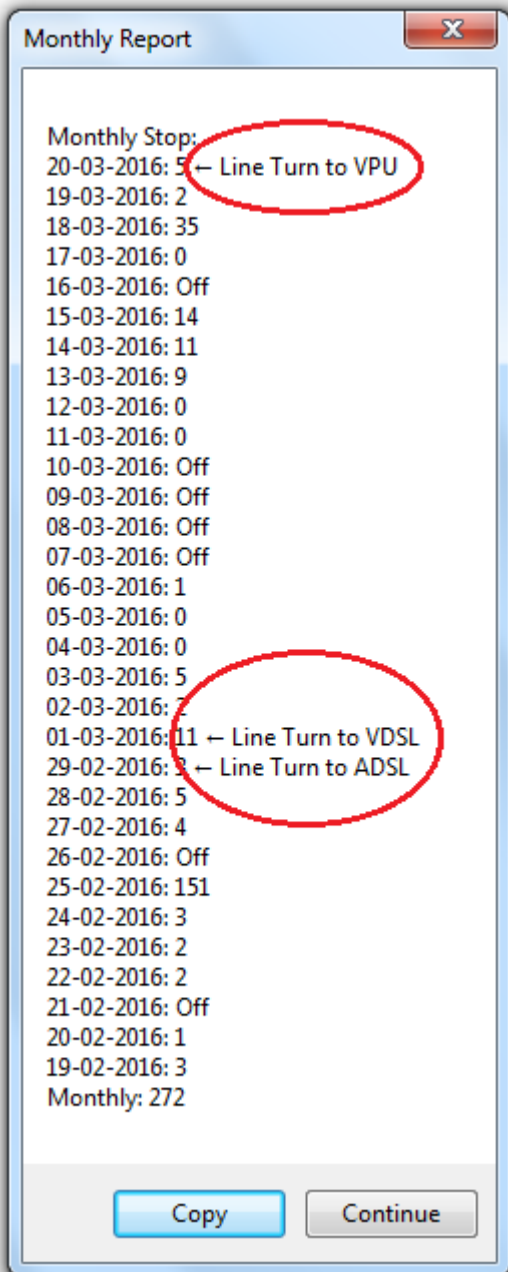 Monthly Report
Monthly Stop:
20-03-2016: 5 ← Line Turn to VPU
19-03-2016: 2
18-03-2016: 35
17-03-2016: 0
16-03-2016: Off
15-03-2016: 14
14-03-2016: 11
13-03-2016: 9
12-03-2016: 0
11-03-2016: 0
10-03-2016: Off
09-03-2016: Off
08-03-2016: Off
07-03-2016: Off
06-03-2016: 1
05-03-2016: 0
04-03-2016: 0
03-03-2016: 5
02-03-2016: 2
01-03-2016: 11 ← Line Turn to VDSL
29-02-2016: 3 ← Line Turn to ADSL
28-02-2016: 5
27-02-2016: 4
26-02-2016: Off
25-02-2016: 151
24-02-2016: 3
23-02-2016: 2
22-02-2016: 2
21-02-2016: Off
20-02-2016: 1
19-02-2016: 3
Monthly: 272
Copy
Continue